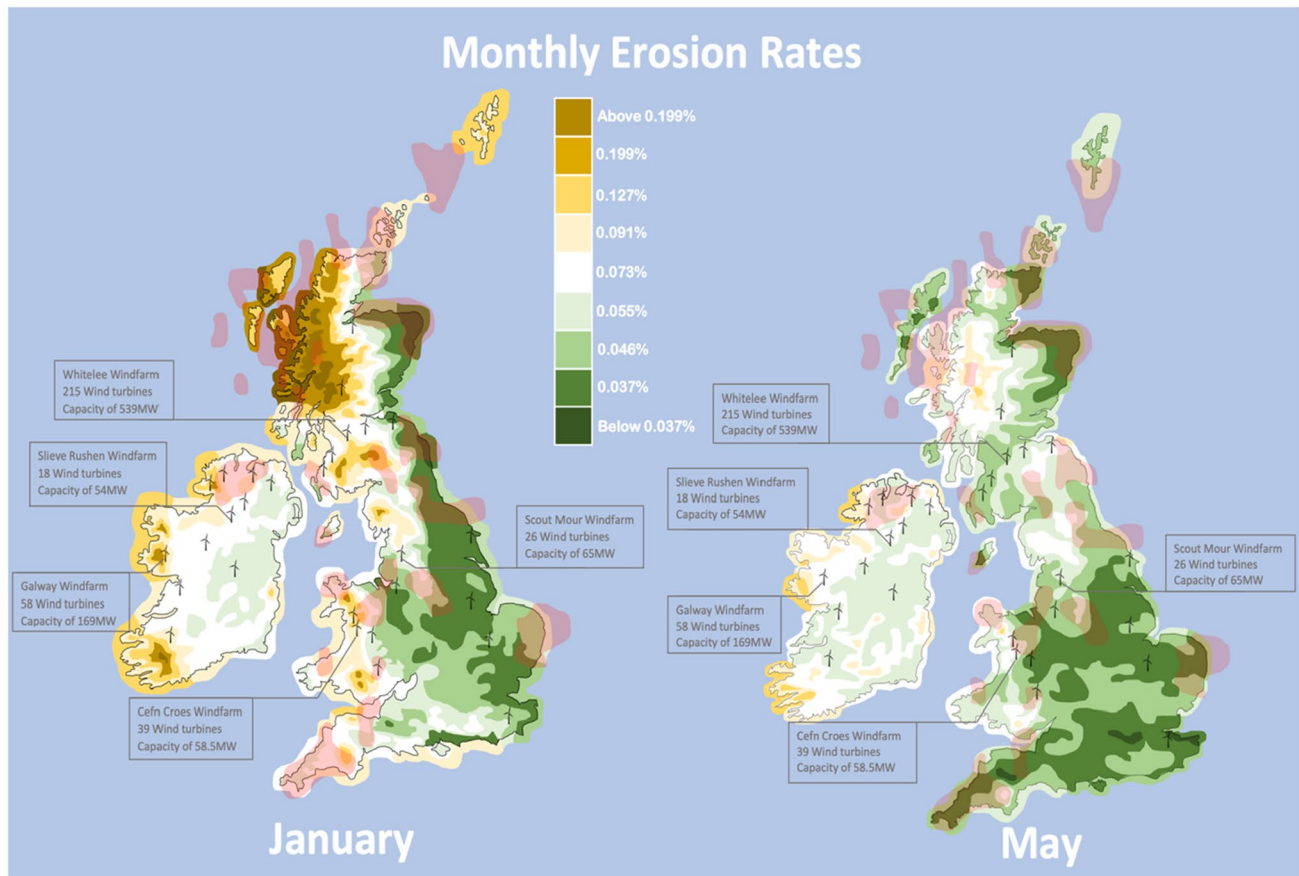 Monthly Erosion Rates
Above 0.199%
0.199%
0.127%
0.091%
0.073%
0.055%
0.046%
0.037%
Below 0.037%
Whitelee Windfarm
215 Wind turbines
Capacity of 539MW
Slieve Rushen Windfarm
18 Wind turbines
Capacity of 54MW
Galway Windfarm
58 Wind turbines
Capacity of 169MW
Cefn Croes Windfarm
39 Wind turbines
Capacity of 58.5MW
Scout Mour Windfarm
26 Wind turbines
Capacity of 65MW
January
Whitelee Windfarm
215 Wind turbines
Capacity of 539MW
Slieve Rushen Windfarm
18 Wind turbines
Capacity of 54MW
Galway Windfarm
58 Wind turbines
Capacity of 169MW
Cefn Croes Windfarm
39 Wind turbines
Capacity of 58.5MW
Scout Mour Windfarm
26 Wind turbines
Capacity of 65MW
May